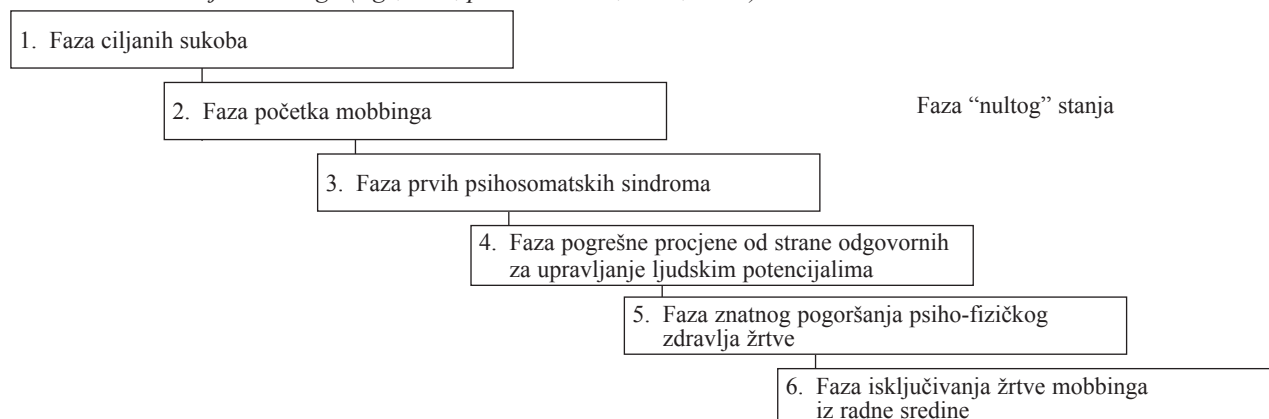 1. Faza ciljanih sukoba
2. Faza početka mobbinga
Faza “nultog” stanja
3. Faza prvih psihosomatskih sindroma
4. Faza pogrešne procjene od strane odgovornih
za upravljanje ljudskim potencijalima
5. Faza znatnog pogoršanja psiho-fizičkog
zdravlja žrtve
6. Faza isključivanja žrtve mobbinga
iz radne sredine